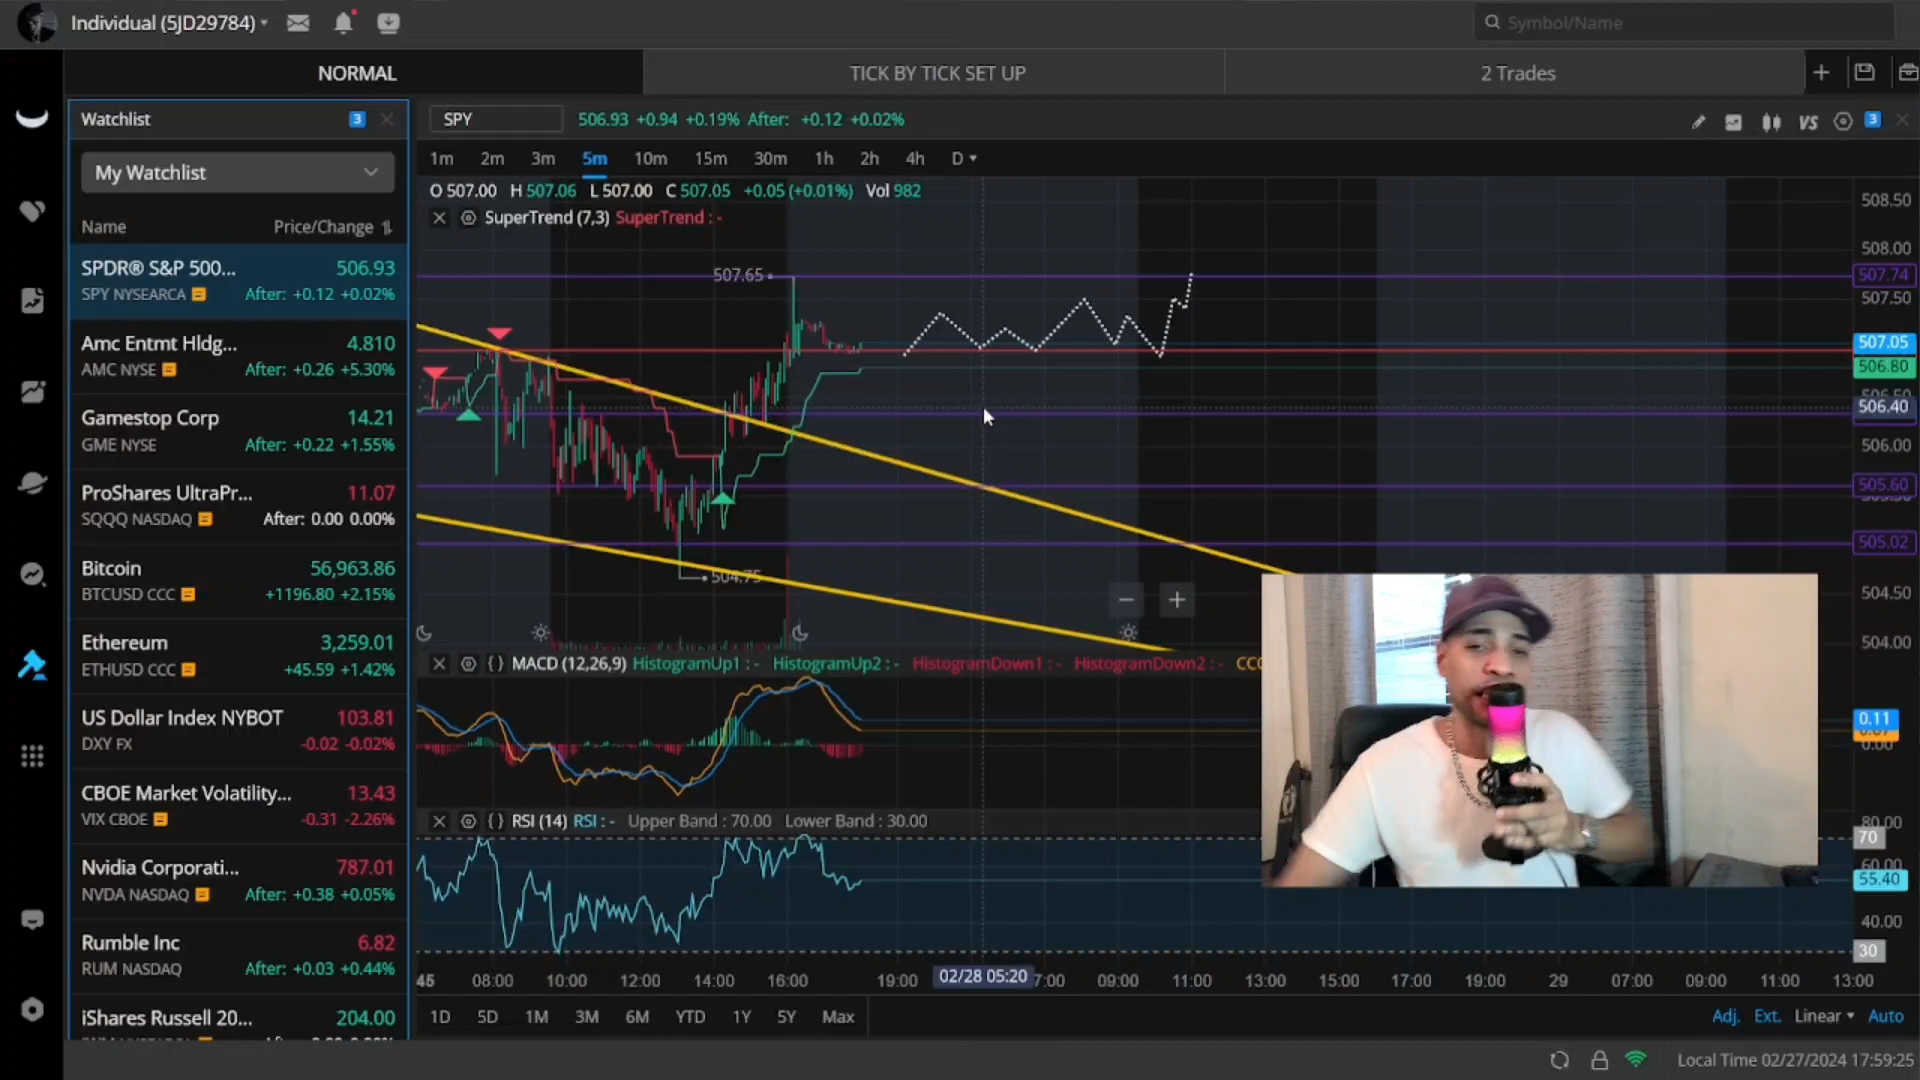 Individual (5JD29784)
Symbol/Name
NORMAL
TICK BY TICK SET UP
2 Trades
Watchlist
3
My Watchlist
Name Price/Change
SPDR® S&P 500... 506.93
SPY NYSEARCA After: +0.12 +0.02%
Amc Entmt Hldg... 4.810
AMC NYSE After: +0.26 +5.30%
Gamestop Corp 14.21
GME NYSE After: +0.22 +1.55%
ProShares UltraPr... 11.07
SQQQ NASDAQ After: 0.00 0.00%
Bitcoin 56,963.86
BTCUSD CCC +1196.80 +2.15%
Ethereum 3,259.01
ETHUSD CCC +45.59 +1.42%
US Dollar Index NYBOT 103.81
DXY FX -0.02 -0.02%
CBOE Market Volatility... 13.43
VIX CBOE -0.31 -2.26%
Nvidia Corporati... 787.01
NVDA NASDAQ After: +0.38 +0.05%
Rumble Inc 6.82
RUM NASDAQ After: +0.03 +0.44%
iShares Russell 20... 204.00
SPY 506.93 +0.94 +0.19% After: +0.12 +0.02%
VS
3
1m 2m 3m 5m 10m 15m 30m 1h 2h 4h D
O 507.00 H 507.06 L 507.00 C 507.05 +0.05 (+0.01%) Vol 982
SuperTrend (7,3) SuperTrend : -
507.65
504.75
508.50
508.00
507.74
507.50
507.05
506.80
506.40
506.00
505.60
505.02
504.50
504.00
MACD (12,26,9) HistogramUp1 : - HistogramUp2 : - HistogramDown1 : - HistogramDown2 : -
0.11
0.00
RSI (14) RSI : - Upper Band : 70.00 Lower Band : 30.00
80.00
70
60.00
55.40
40.00
30
45 08:00 10:00 12:00 14:00 16:00 19:00 02/28 05:20 7:00 09:00 11:00 13:00 15:00 17:00 19:00 29 07:00 09:00 11:00 13:00
1D 5D 1M 3M 6M YTD 1Y 5Y Max
Adj. Ext. Linear Auto
Local Time 02/27/2024 17:59:25